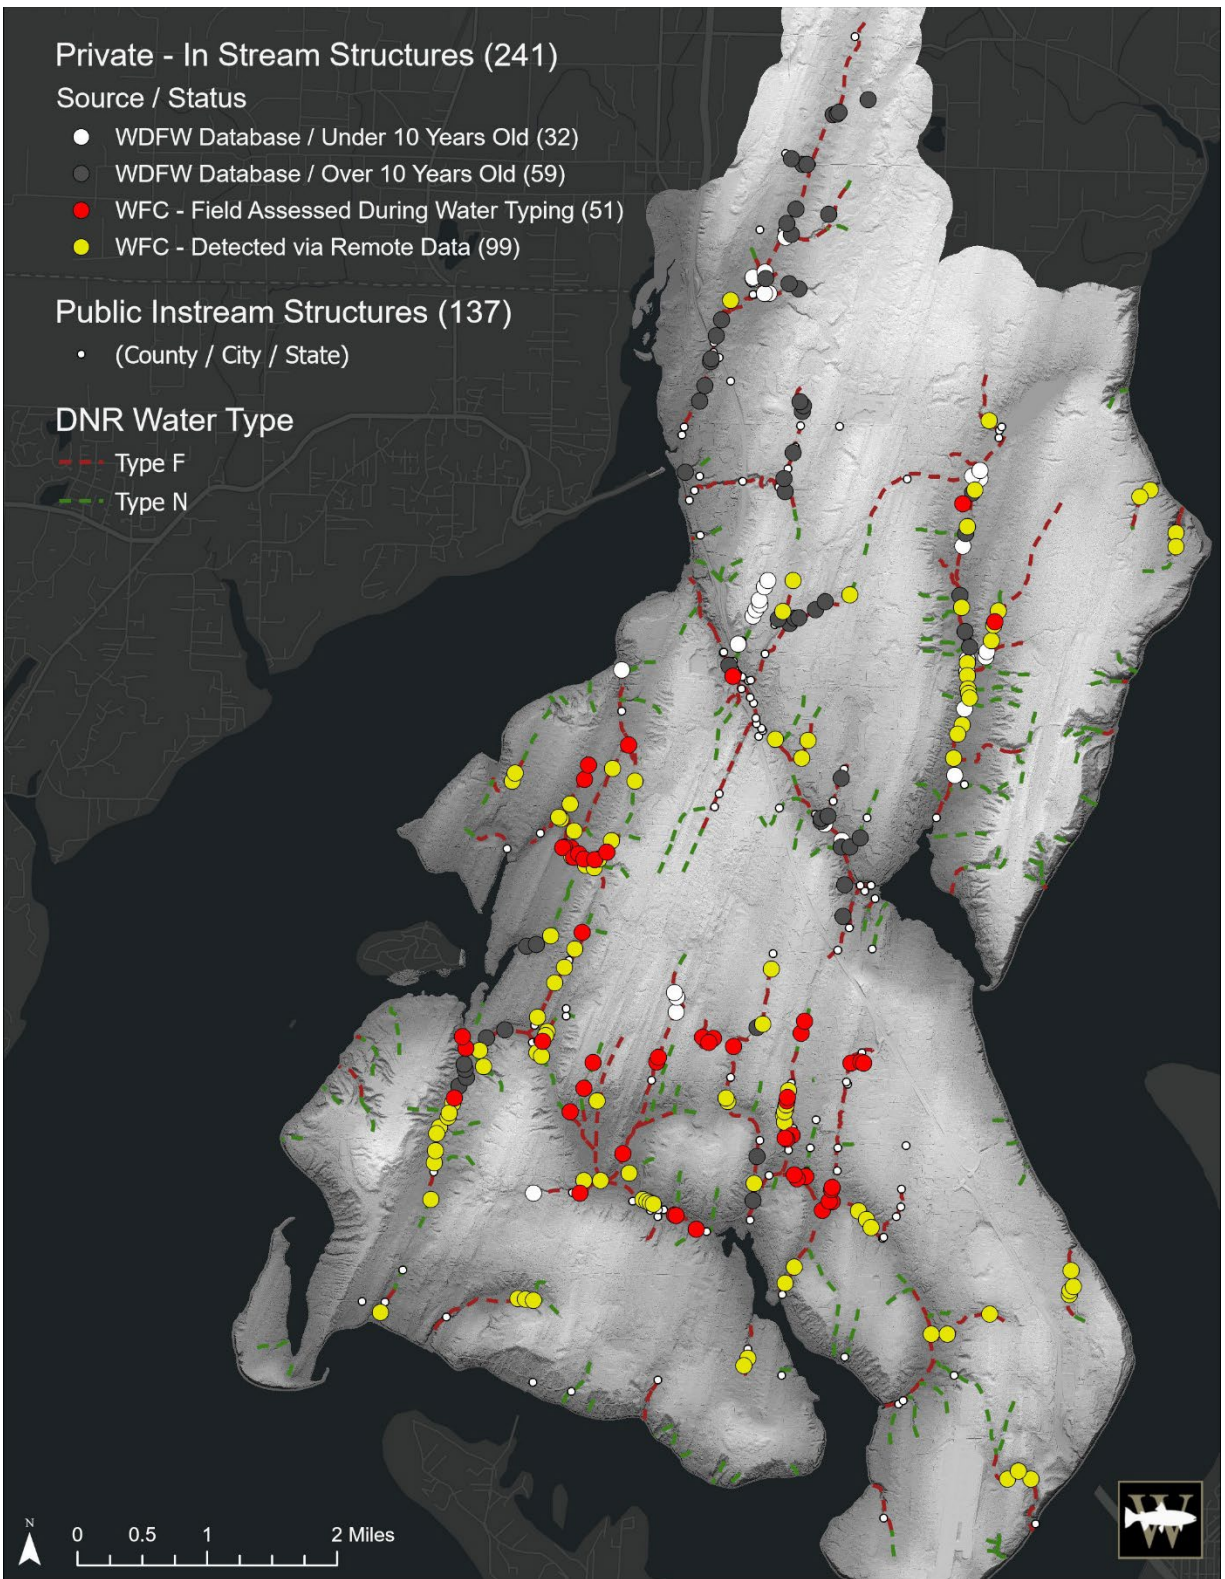 Private - In Stream Structures (241)
Source / Status
WDFW Database / Under 10 Years Old (32)
WDFW Database / Over 10 Years Old (59)
WFC - Field Assessed During Water Typing (51)
WFC - Detected via Remote Data (99)
Public Instream Structures (137)
(County / City / State)
DNR Water Type
Type F
Type N
N
0 0.5 1 2 Miles
W